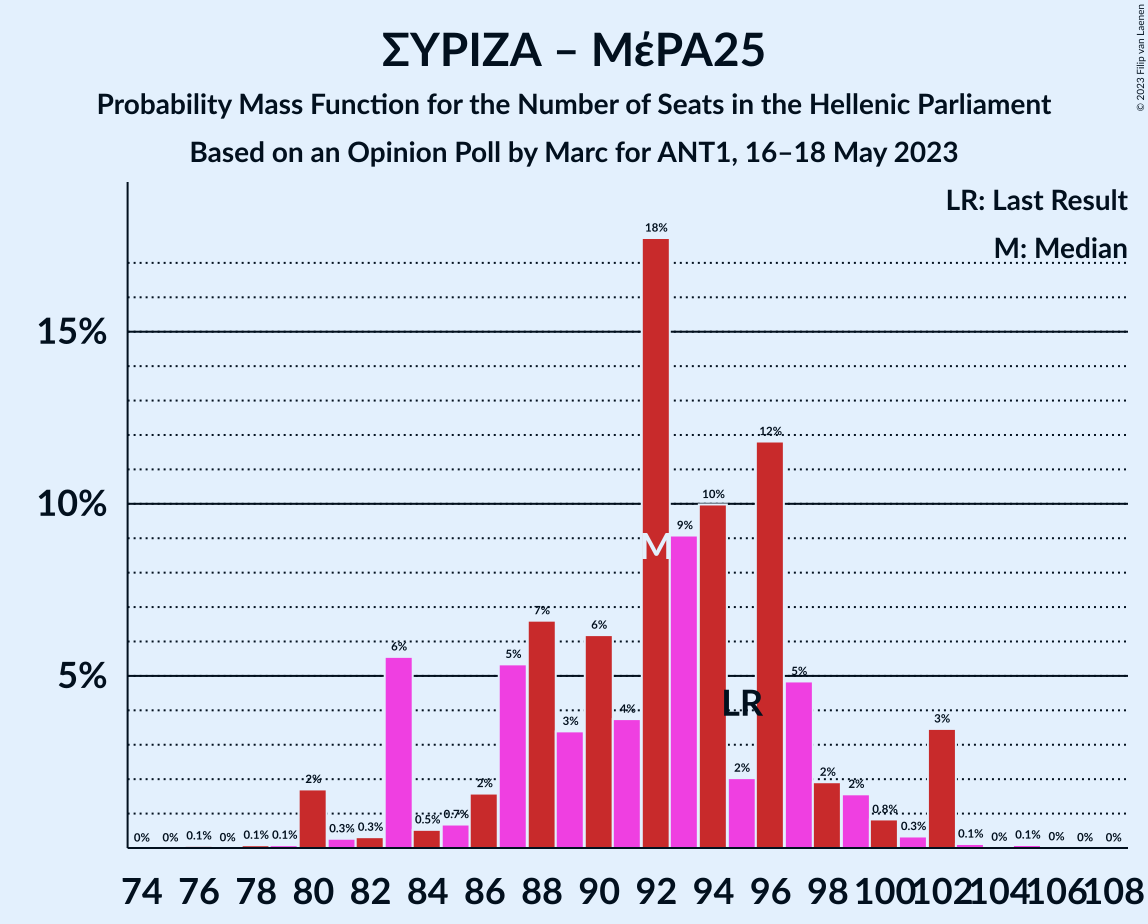 ΣΥΡΙΖΑ – ΜέΡΑ25
Probability Mass Function for the Number of Seats in the Hellenic Parliament
Based on an Opinion Poll by Marc for ANT1, 16–18 May 2023
© 2023 Filip van Laenen
LR: Last Result
M: Median
15%
10%
5%
0% 0% 0.1% 0% 0.1% 0.1% 2% 0.3% 0.3% 6% 0.5% 0.7% 2% 5% 7% 3% 6% 4% 18% 9% 10% 2% 12% 5% 2% 2% 0.8% 0.3% 3% 0.1% 0% 0.1% 0% 0% 0%
M
LR
74 76 78 80 82 84 86 88 90 92 94 96 98 100 102 104 106 108